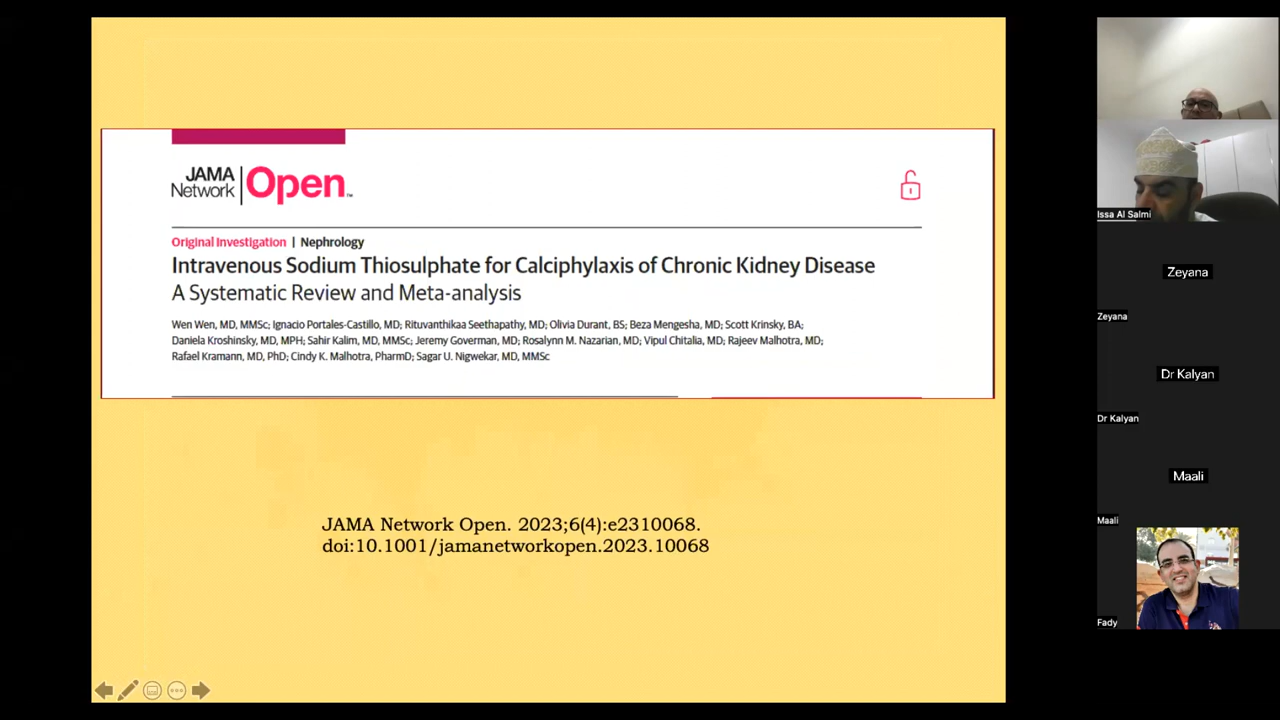 JAMA
Network
Open™
Original Investigation | Nephrology
Intravenous Sodium Thiosulphate for Calciphylaxis of Chronic Kidney Disease
A Systematic Review and Meta-analysis
Wen Wen, MD, MMSc; Ignacio Portales-Castillo, MD; Rituvanthikaa Seethapathy, MD; Olivia Durant, BS; Beza Mengesha, MD; Scott Krinsky, BA;
Daniela Kroshinsky, MD, MPH; Sahir Kalim, MD, MMSc; Jeremy Goverman, MD; Rosalynn M. Nazarian, MD; Vipul Chitalia, MD; Rajeev Malhotra, MD;
Rafael Kramann, MD, PhD; Cindy K. Malhotra, PharmD; Sagar U. Nigwekar, MD, MMSc
JAMA Network Open. 2023;6(4):e2310068.
doi:10.1001/jamanetworkopen.2023.10068
Issa Al Salmi
Zeyana
Zeyana
Dr Kalyan
Dr Kalyan
Maali
Maali
Fady